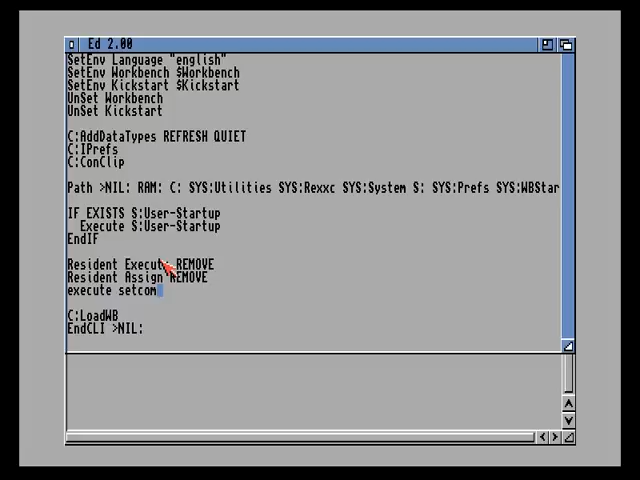 Ed 2.00
SetEnv Language "english"
SetEnv Workbench $Workbench
SetEnv Kickstart $Kickstart
UnSet Workbench
UnSet Kickstart
C:AddDataTypes REFRESH QUIET
C:IPrefs
C:ConClip
Path >NIL: RAM: C: SYS:Utilities SYS:Rexxc SYS:System S: SYS:Prefs SYS:WBStar
IF EXISTS S:User-Startup
Execute S:User-Startup
EndIF
Resident Execute REMOVE
Resident Assign REMOVE
execute setcom
C:LoadWB
EndCLI >NIL: